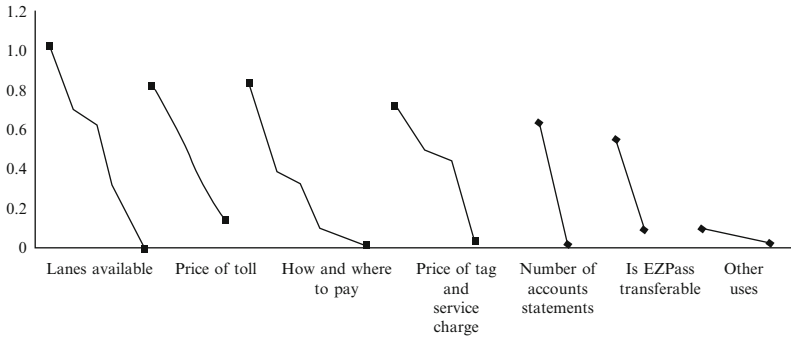 1.2
1.0
0.8
0.6
0.4
0.2
0
Lanes available
Price of toll
How and where
to pay
Price of tag
and
service
charge
Number of
accounts
statements
Is EZPass
transferable
Other
uses